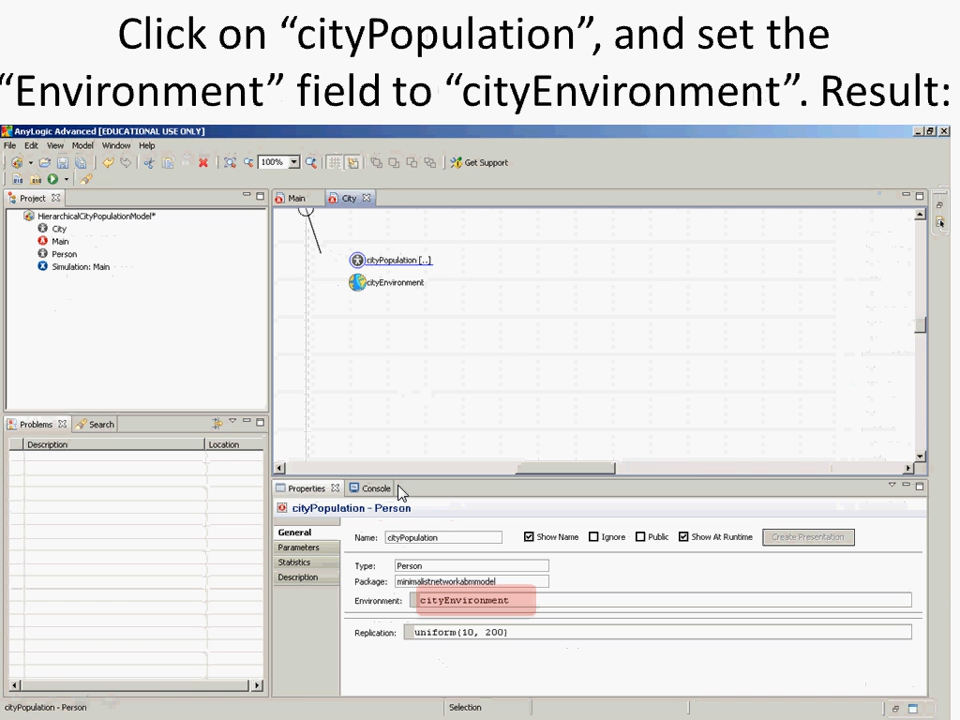 Click on “cityPopulation”, and set the
“Environment” field to “cityEnvironment”. Result:
AnyLogic Advanced [EDUCATIONAL USE ONLY]
File Edit View Model Window Help
100% Get Support
Project
Main City
HierarchicalCityPopulationModel*
City
Main
Person
Simulation: Main
cityPopulation [..]
cityEnvironment
Problems Search
Description Location
Properties Console
cityPopulation - Person
General
Parameters
Statistics
Description
Name: cityPopulation Show Name Ignore Public Show At Runtime Create Presentation
Type: Person
Package: minimalistnetworkabmmodel
Environment: cityEnvironment
Replication: uniform(10, 200)
cityPopulation - Person Selection